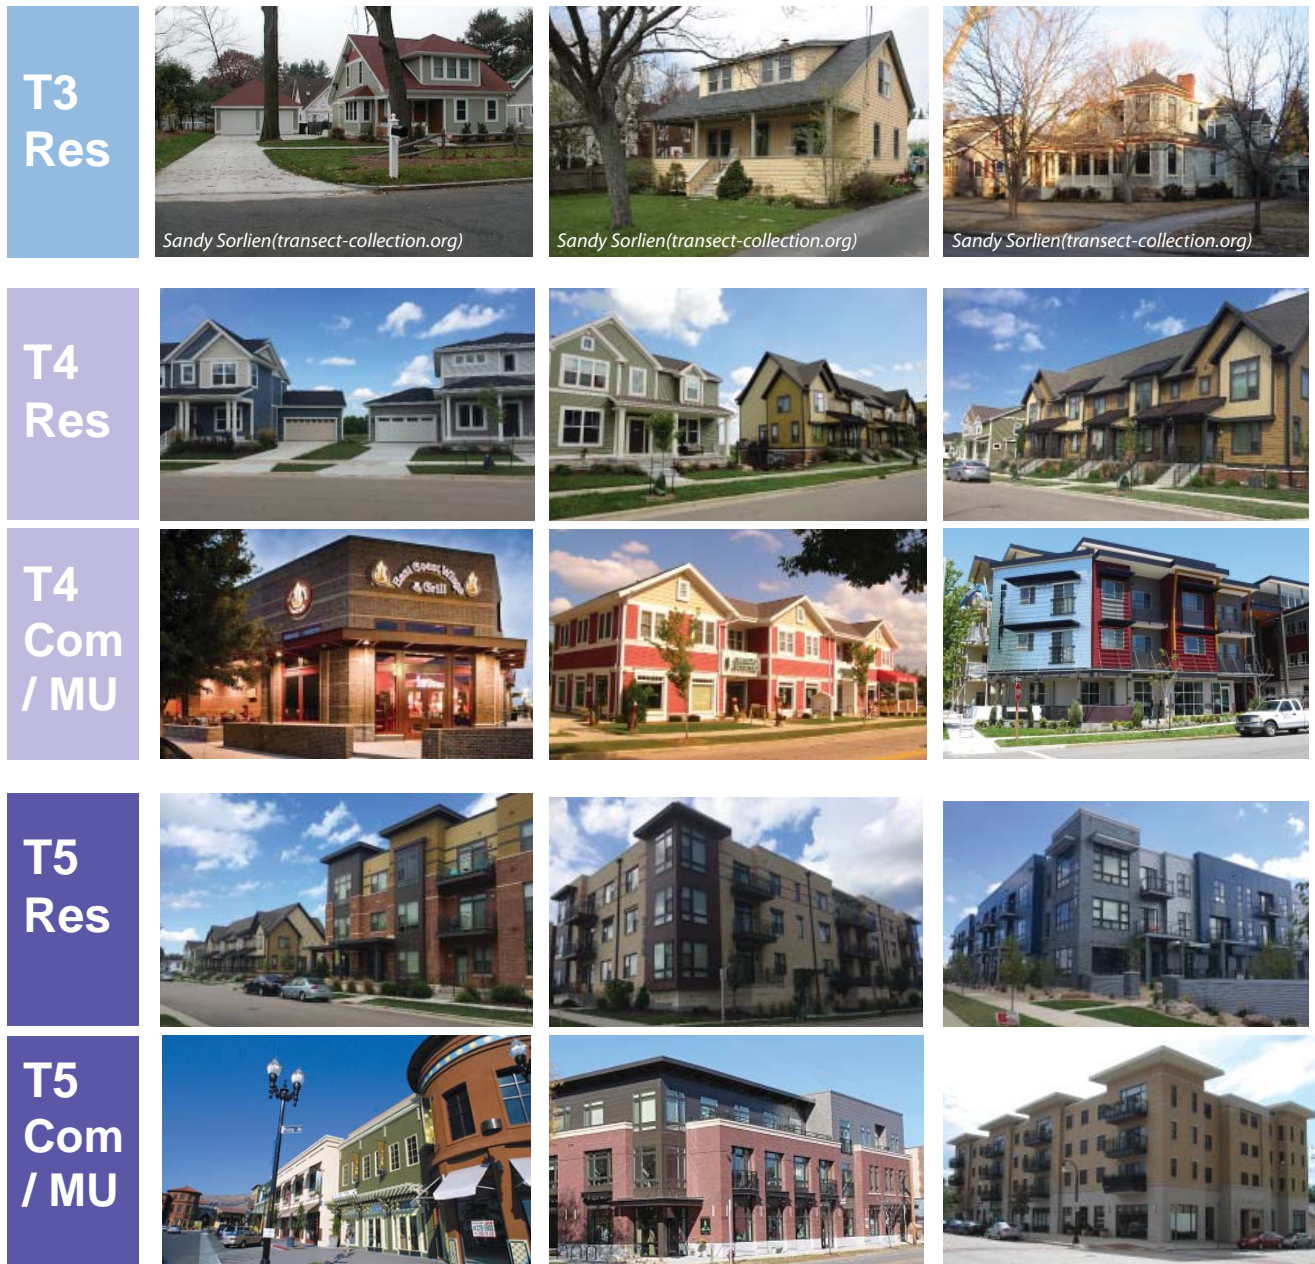 T3
Res
Sandy Sorlien(transect-collection.org)
Sandy Sorlien(transect-collection.org)
Sandy Sorlien(transect-collection.org)
T4
Res
T4
Com
/ MU
East Coast Wings
& Grill
T5
Res
T5
Com
/ MU